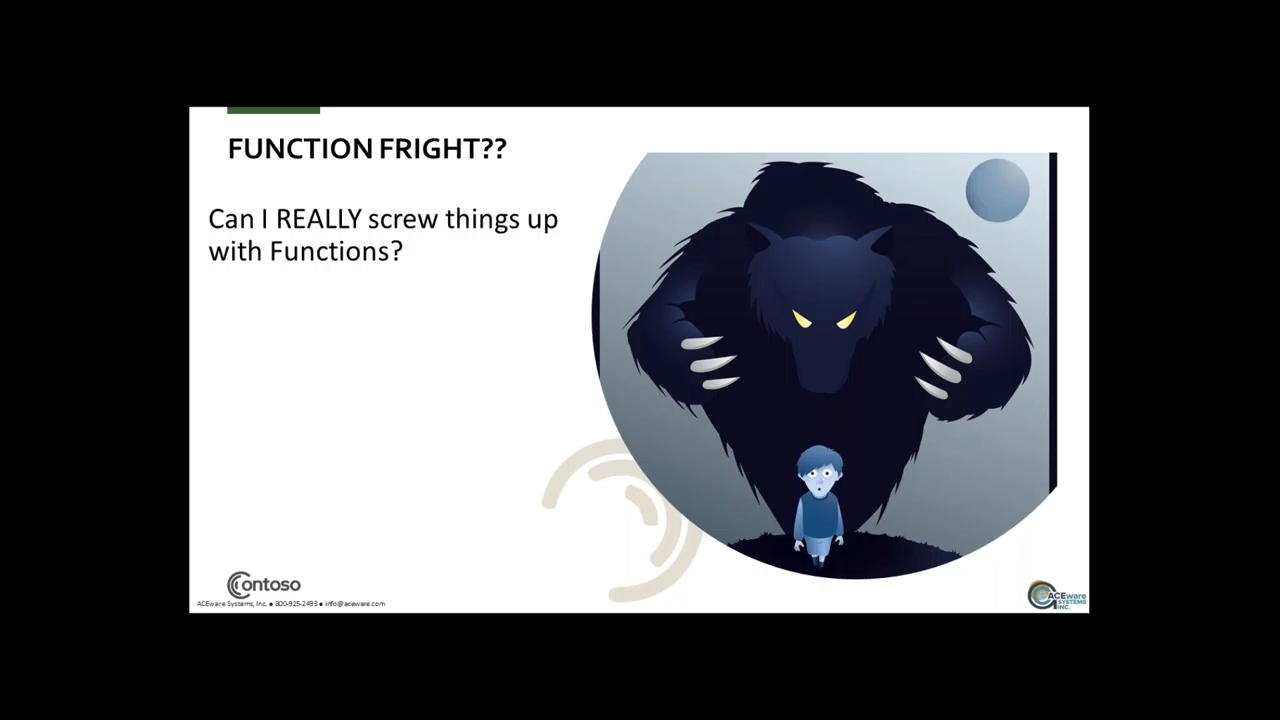 FUNCTION FRIGHT??
Can I REALLY screw things up
with Functions?
Contoso
ACEware Systems, Inc. ● 800-925-2493 ● info@aceware.com
ACEware
SYSTEMS
INC.